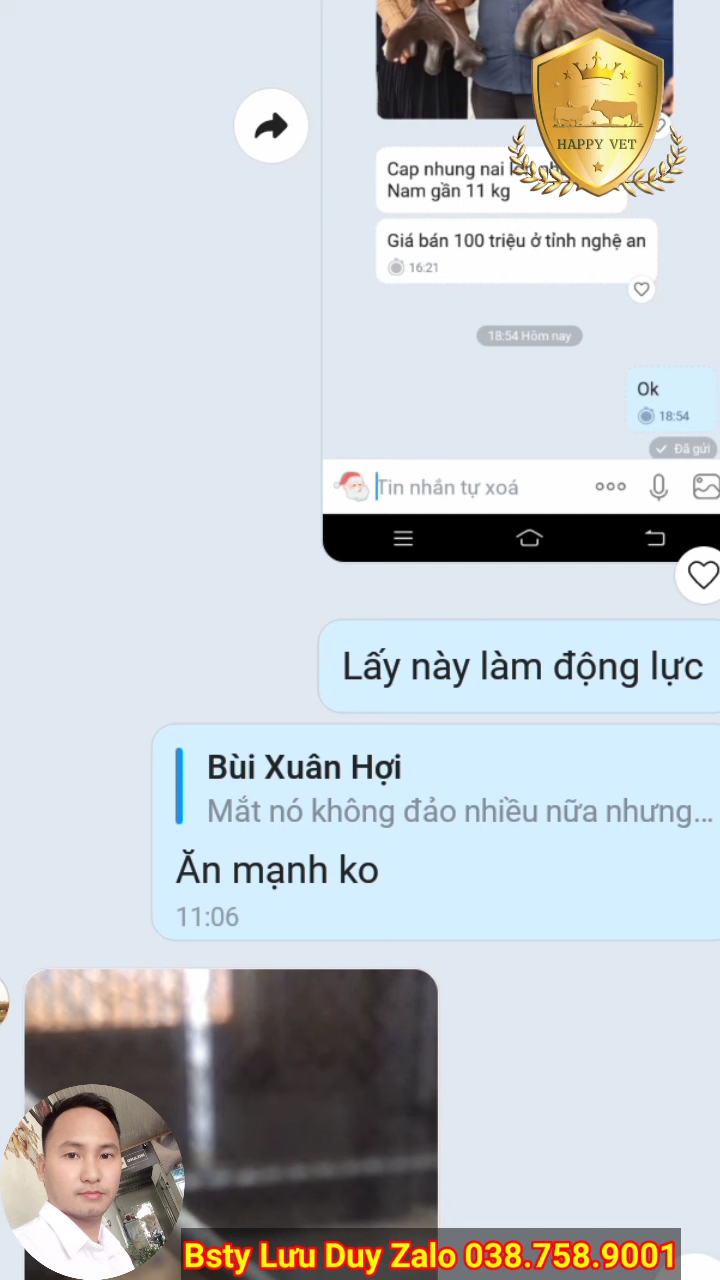 HAPPY VET
Cap nhung nai
Nam gần 11 kg
Giá bán 100 triệu ở tỉnh nghệ an
16:21
18:54 Hôm nay
Ok
18:54
Đã gửi
Tin nhắn tự xoá
Lấy này làm động lực
Bùi Xuân Hợi
Mắt nó không đảo nhiều nữa nhưng...
Ăn mạnh ko
11:06
Bsty Lưu Duy Zalo 038.758.9001